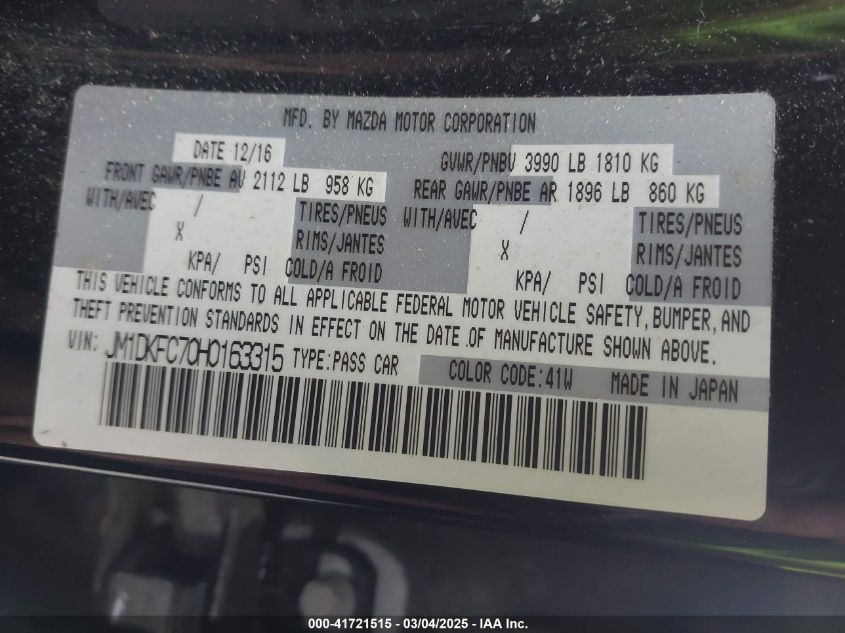 MFD. BY MAZDA MOTOR CORPORATION
DATE 12/16 GVWR/PNBV 3990 LB 1810 KG
FRONT GAWR/PNBE AV 2112 LB 958 KG REAR GAWR/PNBE AR 1896 LB 860 KG
WITH/AVEC / TIRES/PNEUS WITH/AVEC / TIRES/PNEUS
X RIMS/JANTES X RIMS/JANTES
KPA/ PSI COLD/A FROID KPA/ PSI COLD/A FROID
THIS VEHICLE CONFORMS TO ALL APPLICABLE FEDERAL MOTOR VEHICLE SAFETY, BUMPER, AND
THEFT PREVENTION STANDARDS IN EFFECT ON THE DATE OF MANUFACTURE SHOWN ABOVE.
VIN: JM1DKFC70H0163315 TYPE:PASS CAR COLOR CODE:41W MADE IN JAPAN
000-41721515 - 03/04/2025 - IAA Inc.